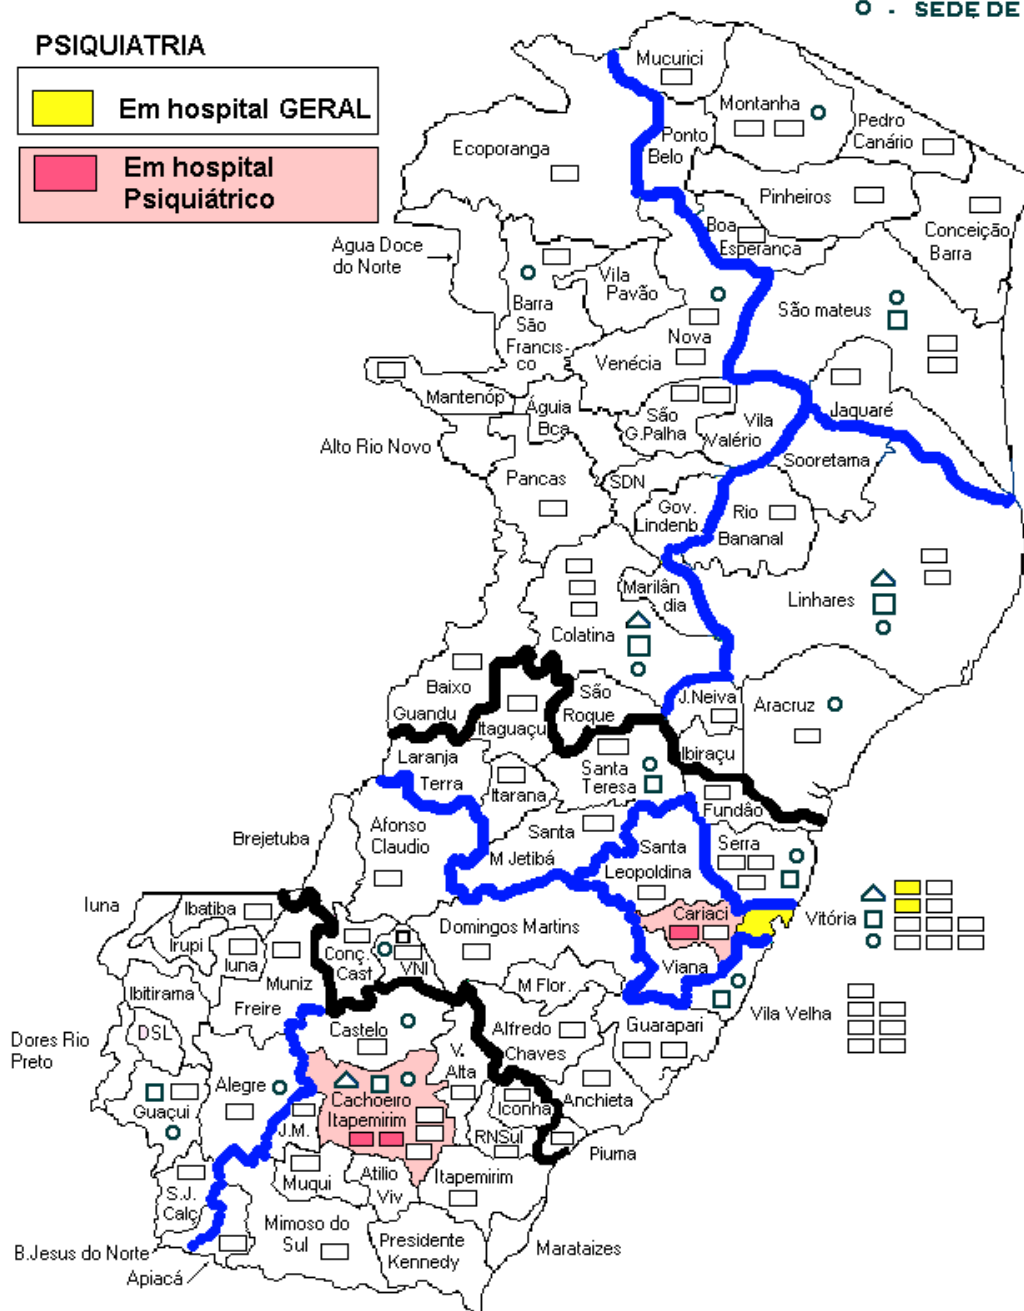 O - SEDE DE
PSIQUIATRIA
Em hospital GERAL
Em hospital
Psiquiátrico
Mucurici
Montanha
Pedro
Canário
Ponto
Belo
Ecoporanga
Pinheiros
Boa
Esperança
Conceição
Barra
Agua Doce
do Norte
Vila
Pavão
Barra
São
Francis-
co
São mateus
Nova
Venécia
Mantenóp
Águia
Bca
São
G.Palha
Vila
Valério
Jaquaré
Alto Rio Novo
Sooretama
Pancas
SDN
Gov.
Lindenb
Rio
Bananal
Marilân
dia
Linhares
Colatina
Baixo
Guandu
São
Roque
J.Neiva
Aracruz
Itaguaçu
Ibiraçu
Laranja
Terra
Itarana
Santa
Teresa
Fundão
Brejetuba
Afonso
Claudio
Santa
M Jetibá
Santa
Leopoldina
Serra
Iuna
Ibatiba
Cariaci
Vitória
Irupi
Iuna
Conç.
Cast
VNI
Domingos Martins
Viana
Muniz
Freire
Ibitirama
M Flor.
Vila Velha
DSL
Dores Rio
Preto
Castelo
Alfredo
Chaves
Guarapari
V.
Alta
Alegre
Guaçui
Cachoeiro
Itapemirim
Iconha
Anchieta
J.M.
RNSul
Piuma
Muqui
Atilio
Viv
Itapemirim
S.J.
Calç
Mimoso do
Sul
Presidente
Kennedy
Marataizes
B.Jesus do Norte
Apiacá